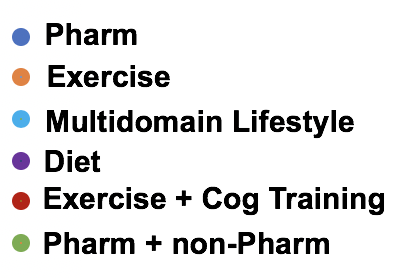 Pharm
Exercise
Multidomain Lifestyle
Diet
Exercise + Cog Training
Pharm + non-Pharm